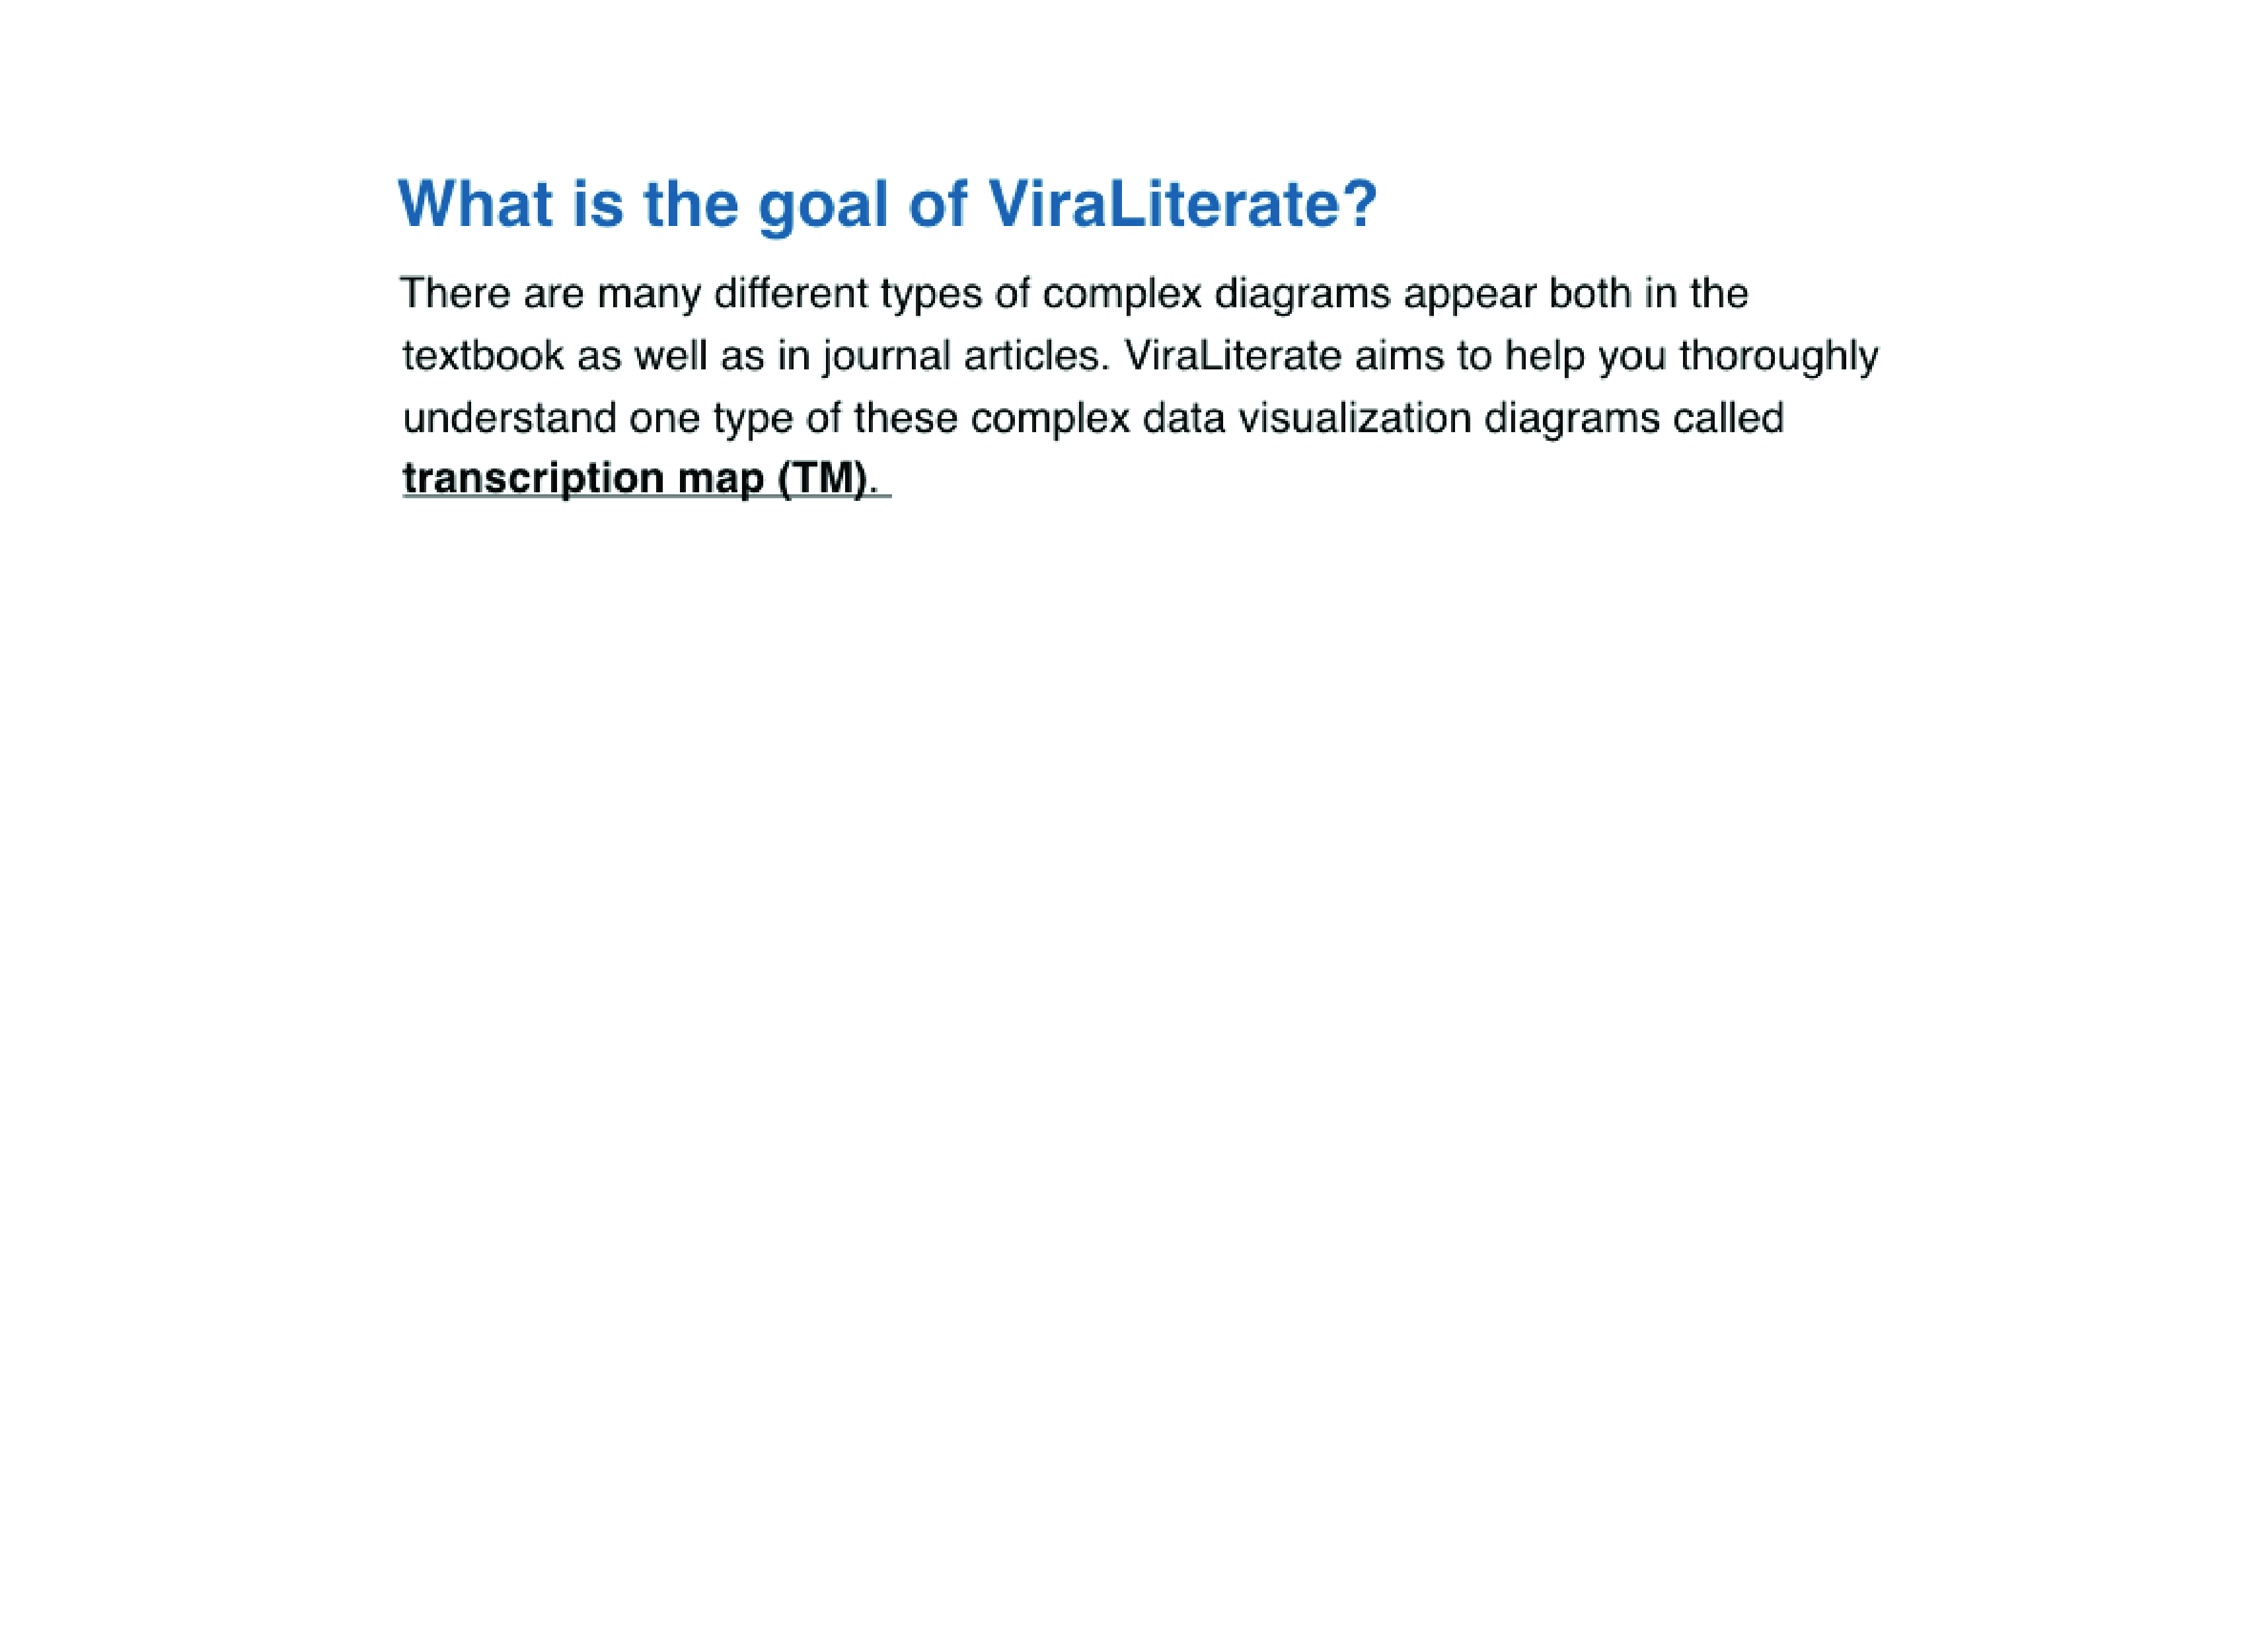 What is the goal of ViraLiterate?
There are many different types of complex diagrams appear both in the
textbook as well as in journal articles. ViraLiterate aims to help you thoroughly
understand one type of these complex data visualization diagrams called
transcription map (TM).